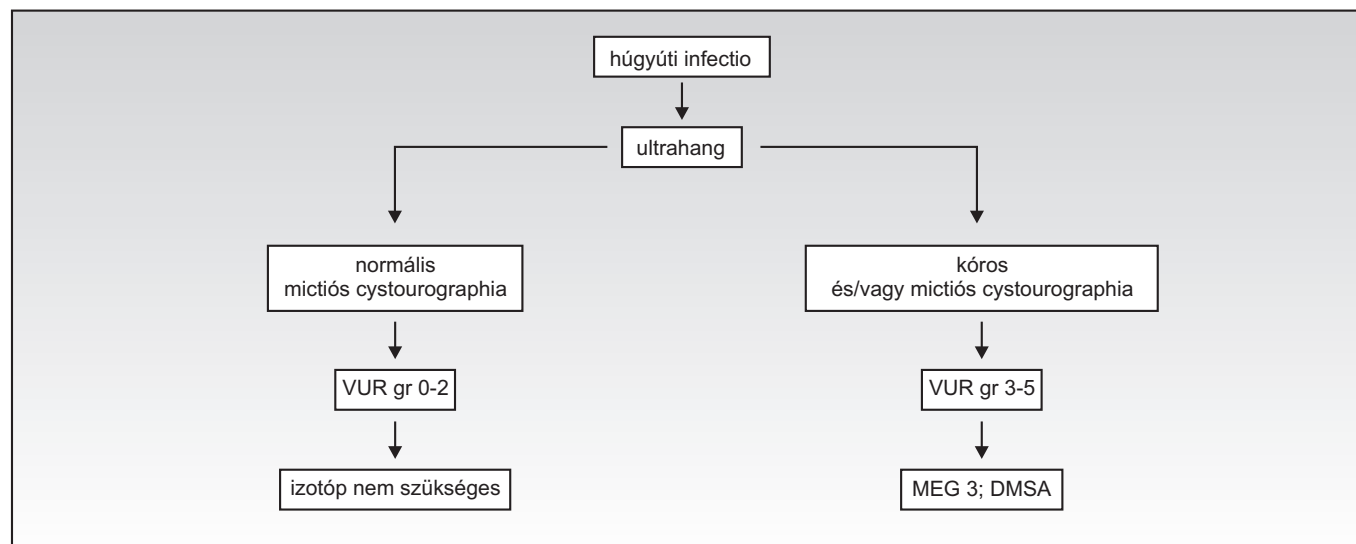 húgyúti infectio
ultrahang
normális
mictiós cystourographia
kóros
és/vagy mictiós cystourographia
VUR gr 0-2
VUR gr 3-5
izotóp nem szükséges
MEG 3; DMSA